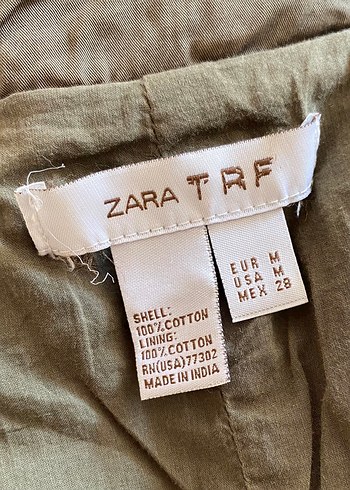 ZARA TRF
EUR M
USA M
MEX 28
SHELL:
100%COTTON
LINING:
100%COTTON
RN(USA)77302
MADE IN INDIA